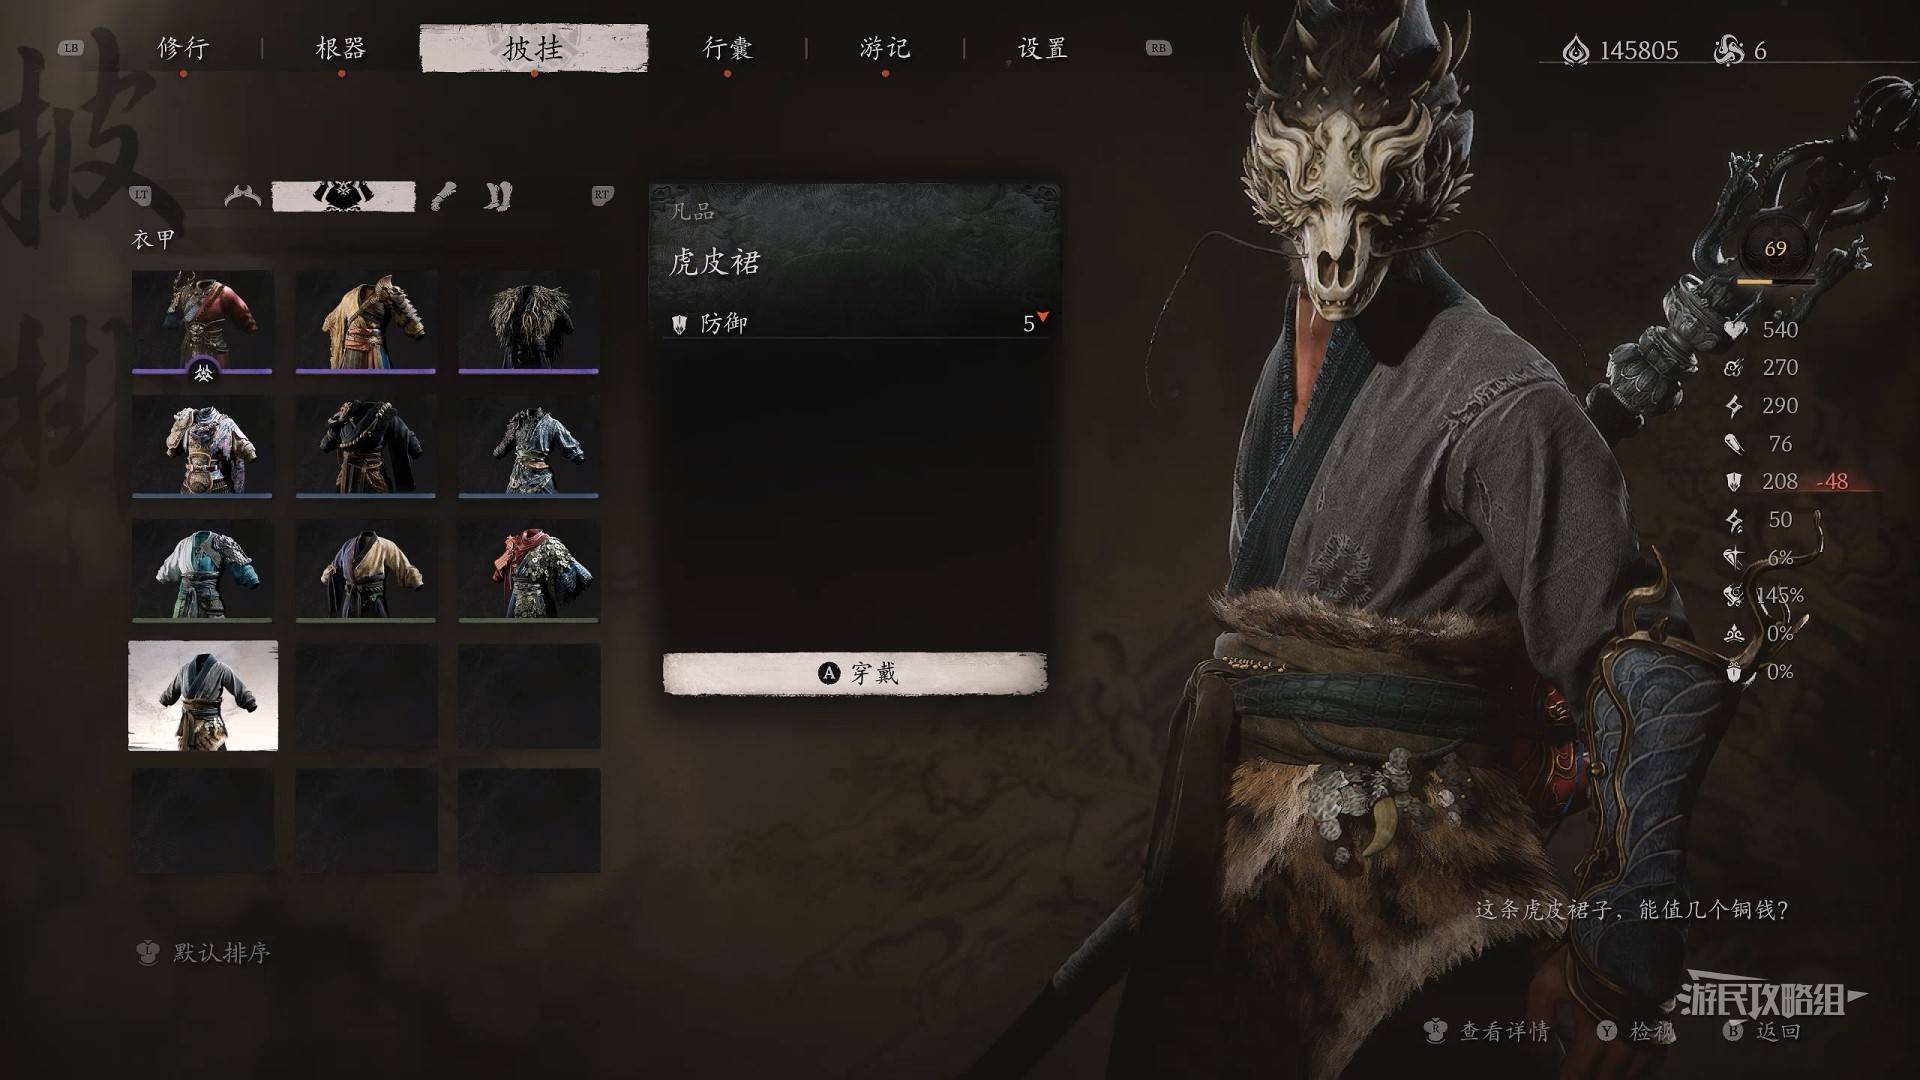 LB 修行 根器 披挂 行囊 游记 设置 RB 145805 6
披挂
LT RT
衣甲
凡品
虎皮裙
防御 5
A 穿戴
69
540
270
290
76
208 -48
50
6%
145%
0%
0%
这条虎皮裙子，能值几个铜钱？
L 默认排序
游民攻略组
R 查看详情 Y 检视 B 返回